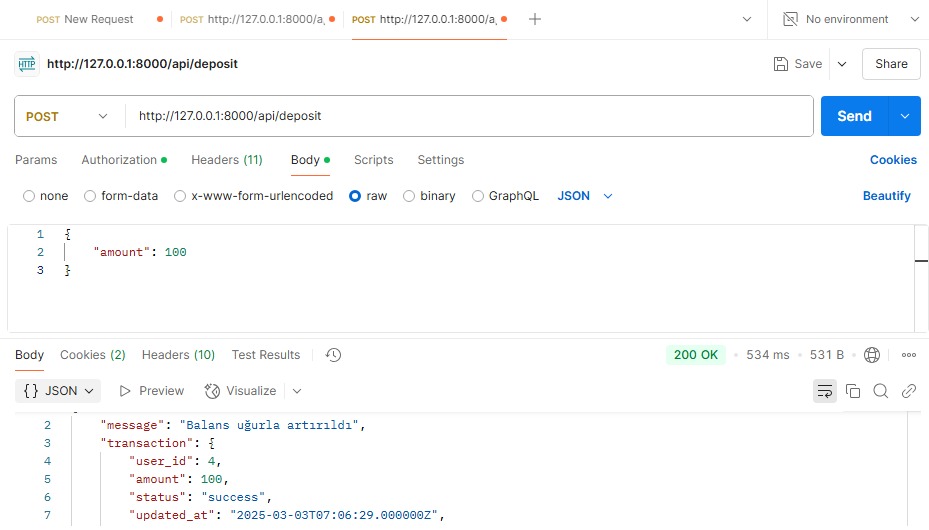 POST New Request POST http://127.0.0.1:8000/a, POST http://127.0.0.1:8000/a, No environment
HTTP http://127.0.0.1:8000/api/deposit Save Share
POST http://127.0.0.1:8000/api/deposit Send
Params Authorization Headers (11) Body Scripts Settings Cookies
none form-data x-www-form-urlencoded raw binary GraphQL JSON Beautify
1 {
2 "amount": 100
3 }
Body Cookies (2) Headers (10) Test Results 200 OK 534 ms 531 B
{} JSON Preview Visualize
2 "message": "Balans uğurla artırıldı",
3 "transaction": {
4 "user_id": 4,
5 "amount": 100,
6 "status": "success",
7 "updated_at": "2025-03-03T07:06:29.000000Z",